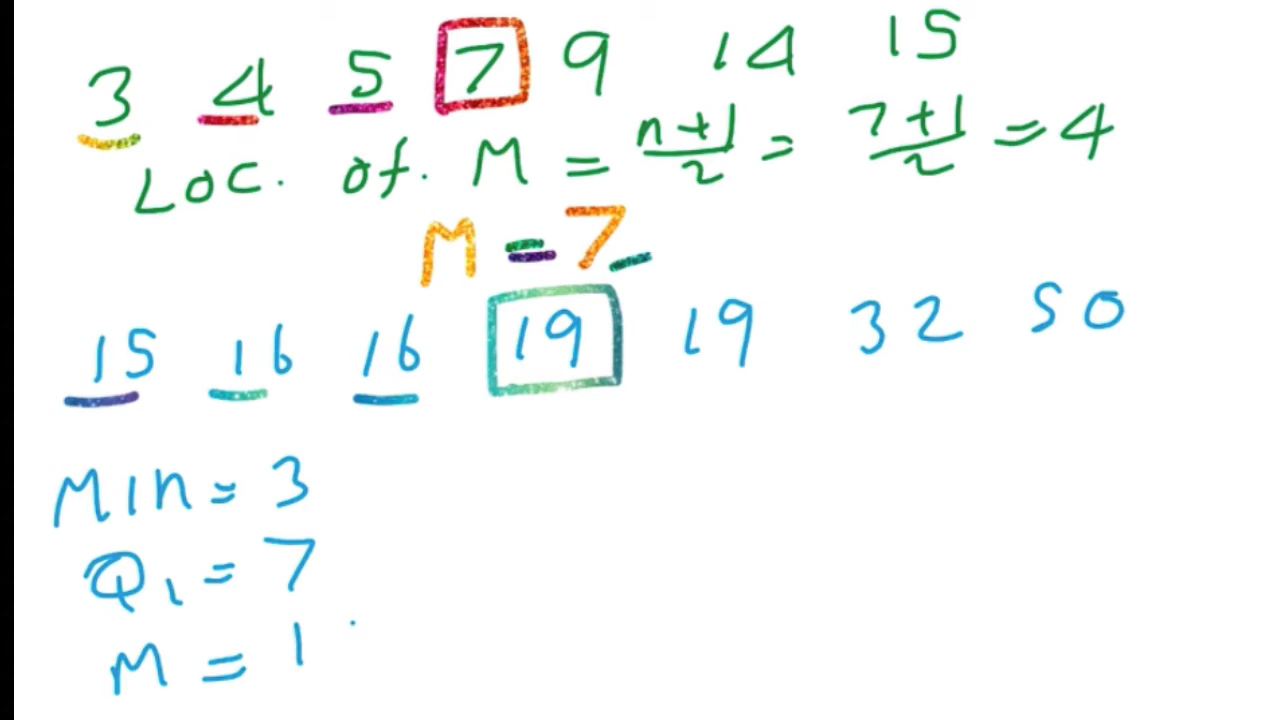 3 4 5 7 9 14 15
Loc. of. M = n+1/2 = 7+1/2 = 4
M = 7
15 16 16 19 19 32 50
Min = 3
Q1 = 7
M = 1